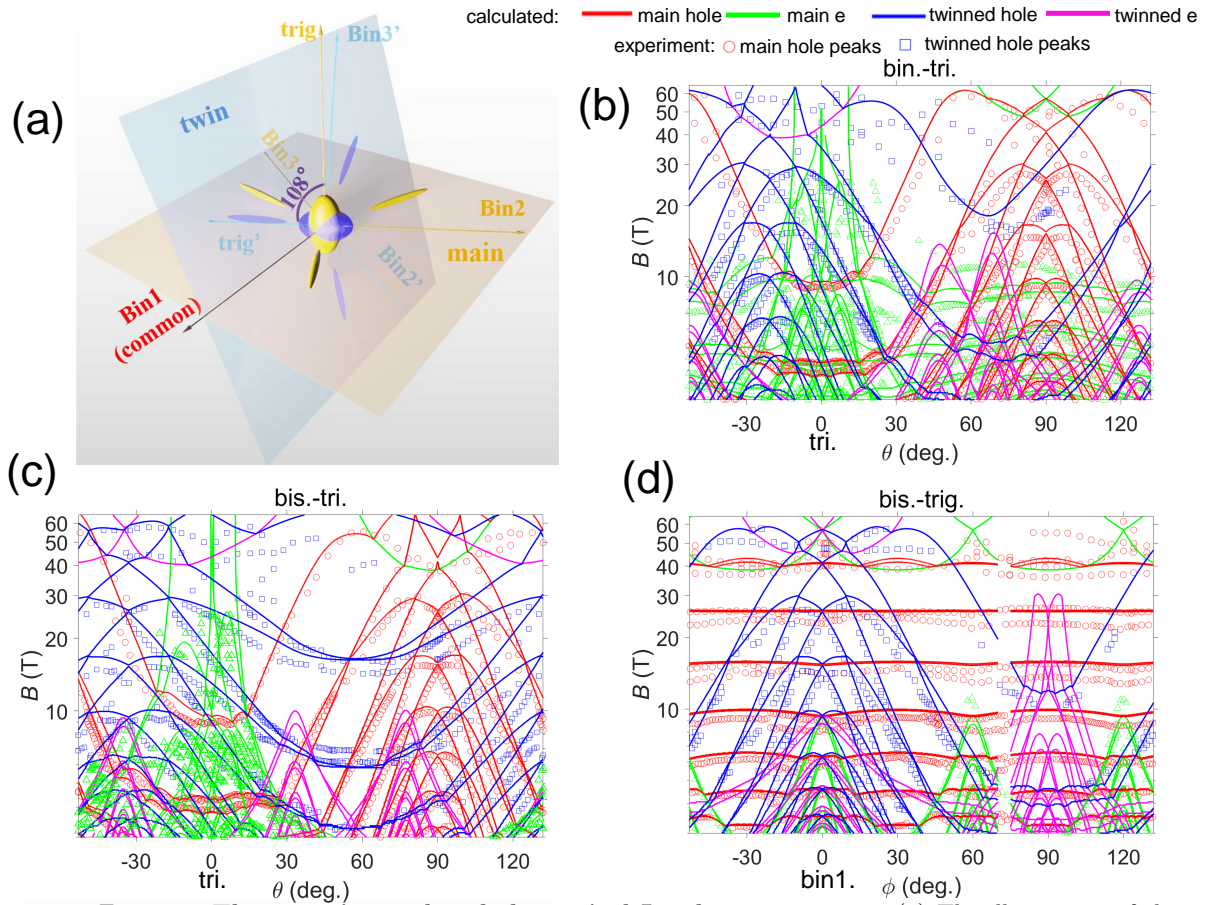 calculated: main hole main e twinned hole twinned e
experiment: main hole peaks twinned hole peaks
(a)
trig
Bin3'
twin
Bin3
108°
trig'
Bin2
main
Bin2'
Bin1
(common)
(b)
bin.-tri.
B (T)
60
50
40
30
20
10
-30 0 30 60 90 120
tri.
θ (deg.)
(c)
bis.-tri.
B (T)
60
50
40
30
20
10
-30 0 30 60 90 120
tri.
θ (deg.)
(d)
bis.-trig.
B (T)
60
50
40
30
20
10
-30 0 30 60 90 120
bin1.
ϕ (deg.)